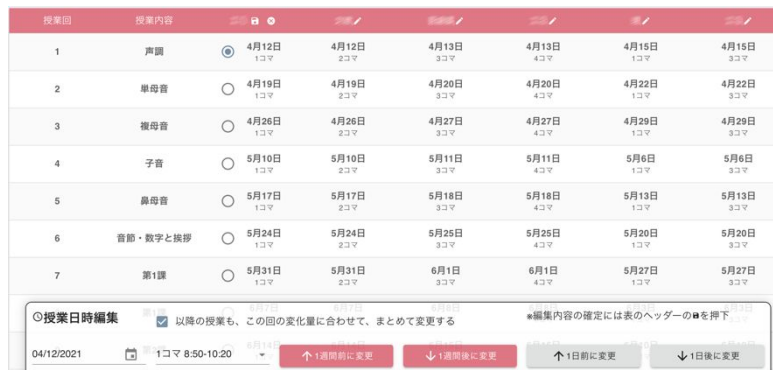 授業回 授業内容
1 声調 4月12日 4月12日 4月13日 4月13日 4月15日 4月15日
1コマ 2コマ 3コマ 4コマ 1コマ 3コマ
2 単母音 4月19日 4月19日 4月20日 4月20日 4月22日 4月22日
1コマ 2コマ 3コマ 4コマ 1コマ 3コマ
3 複母音 4月26日 4月26日 4月27日 4月27日 4月29日 4月29日
1コマ 2コマ 3コマ 4コマ 1コマ 3コマ
4 子音 5月10日 5月10日 5月11日 5月11日 5月6日 5月6日
1コマ 2コマ 3コマ 4コマ 1コマ 3コマ
5 鼻母音 5月17日 5月17日 5月18日 5月18日 5月13日 5月13日
1コマ 2コマ 3コマ 4コマ 1コマ 3コマ
6 音節・数字と挨拶 5月24日 5月24日 5月25日 5月25日 5月20日 5月20日
1コマ 2コマ 3コマ 4コマ 1コマ 3コマ
7 第1課 5月31日 5月31日 6月1日 6月1日 5月27日 5月27日
1コマ 2コマ 3コマ 4コマ 1コマ 3コマ
授業日時編集 以降の授業も、この回の変化量に合わせて、まとめて変更する ※編集内容の確定には表のヘッダーのを押下
04/12/2021 1コマ 8:50-10:20 ↑1週間前に変更 ↓1週間後に変更 ↑1日前に変更 ↓1日後に変更